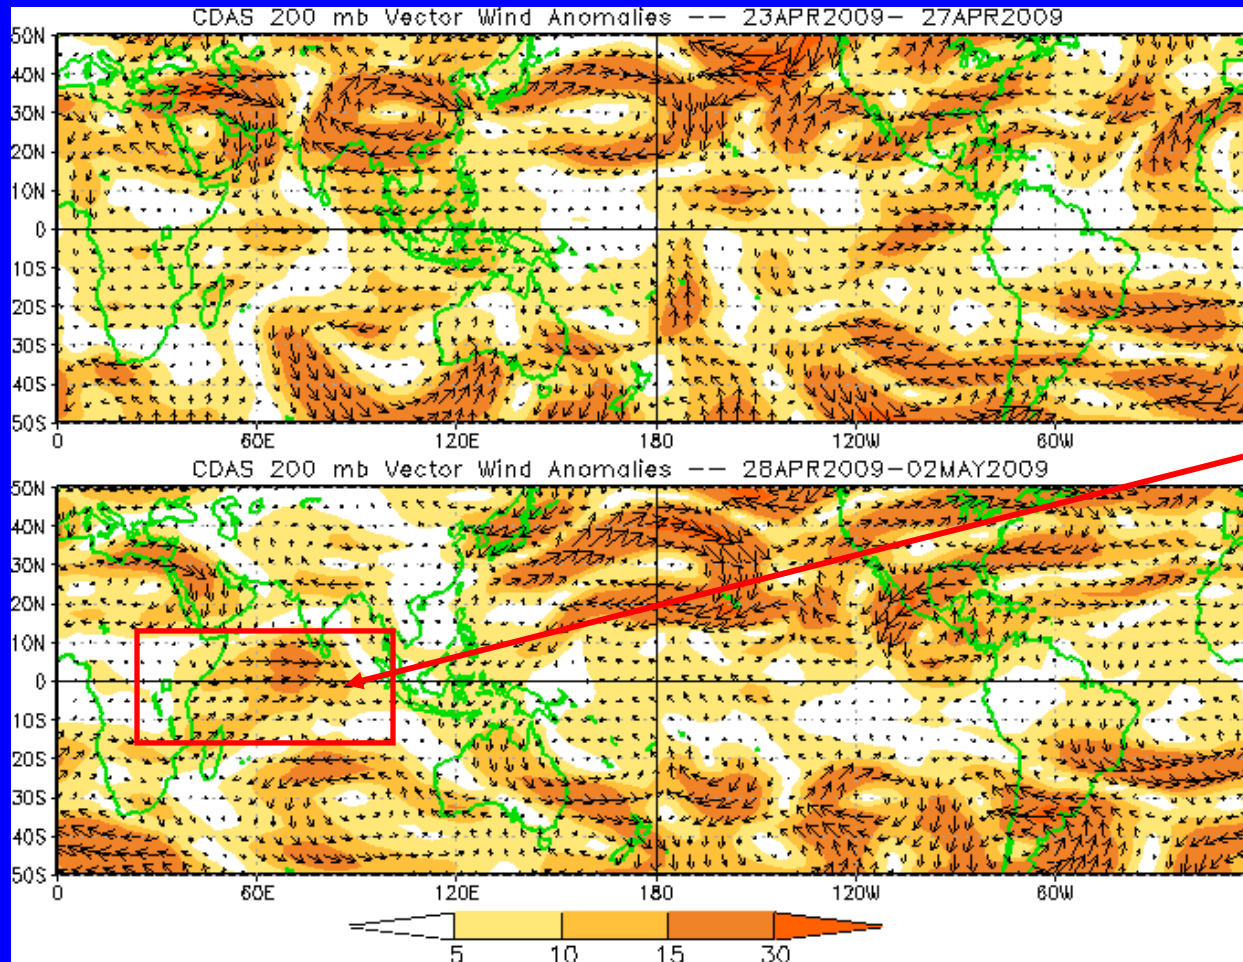 CDAS 200 mb Vector Wind Anomalies -- 23APR2009- 27APR2009
50N
40N
30N
20N
10N
0
10S
20S
30S
40S
50S
0 60E 120E 180 120W 60W
CDAS 200 mb Vector Wind Anomalies -- 28APR2009-02MAY2009
50N
40N
30N
20N
10N
0
10S
20S
30S
40S
50S
0 60E 120E 180 120W 60W
5 10 15 30